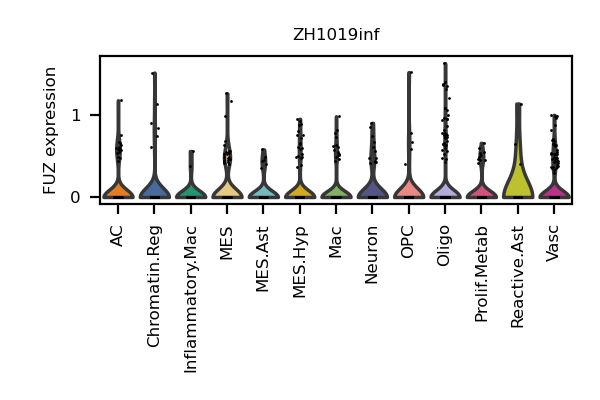 ZH1019inf
FUZ expression
1
0
AC
Chromatin.Reg
Inflammatory.Mac
MES
MES.Ast
MES.Hyp
Mac
Neuron
OPC
Oligo
Prolif.Metab
Reactive.Ast
Vasc